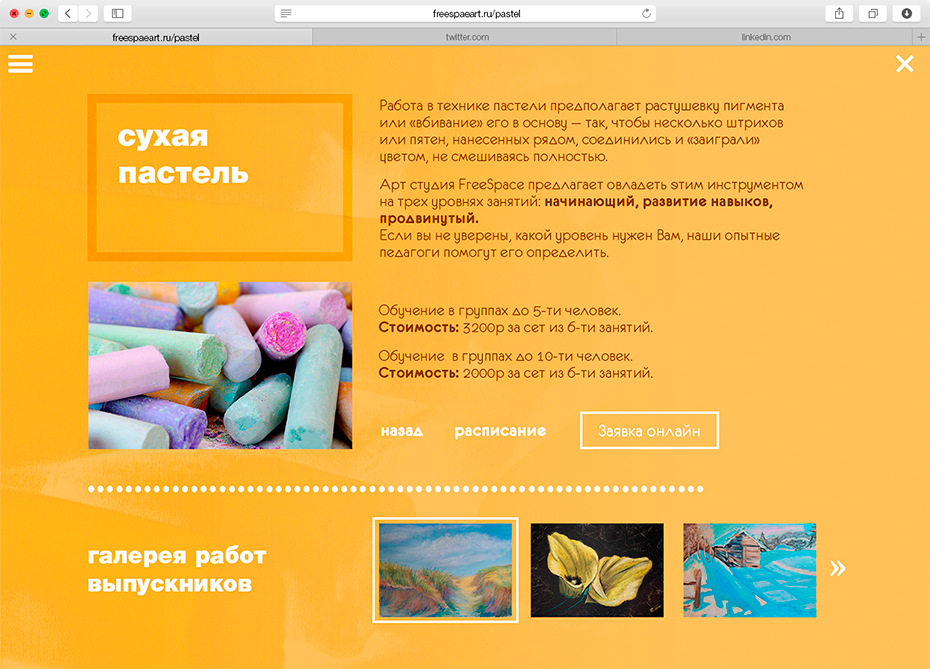 freespaeart.ru/pastel
freespaeart.ru/pastel
twitter.com
linkedin.com
сухая
пастель
Работа в технике пастели предполагает растушевку пигмента
или «вбивание» его в основу — так, чтобы несколько штрихов
или пятен, нанесенных рядом, соединились и «заиграли»
цветом, не смешиваясь полностью.
Арт студия FreeSpace предлагает овладеть этим инструментом
на трех уровнях занятий: начинающий, развитие навыков,
продвинутый.
Если вы не уверены, какой уровень нужен Вам, наши опытные
педагоги помогут его определить.
Обучение в группах до 5-ти человек.
Стоимость: 3200р за сет из 6-ти занятий.
Обучение в группах до 10-ти человек.
Стоимость: 2000р за сет из 6-ти занятий.
назад
расписание
Заявка онлайн
галерея работ
выпускников
»